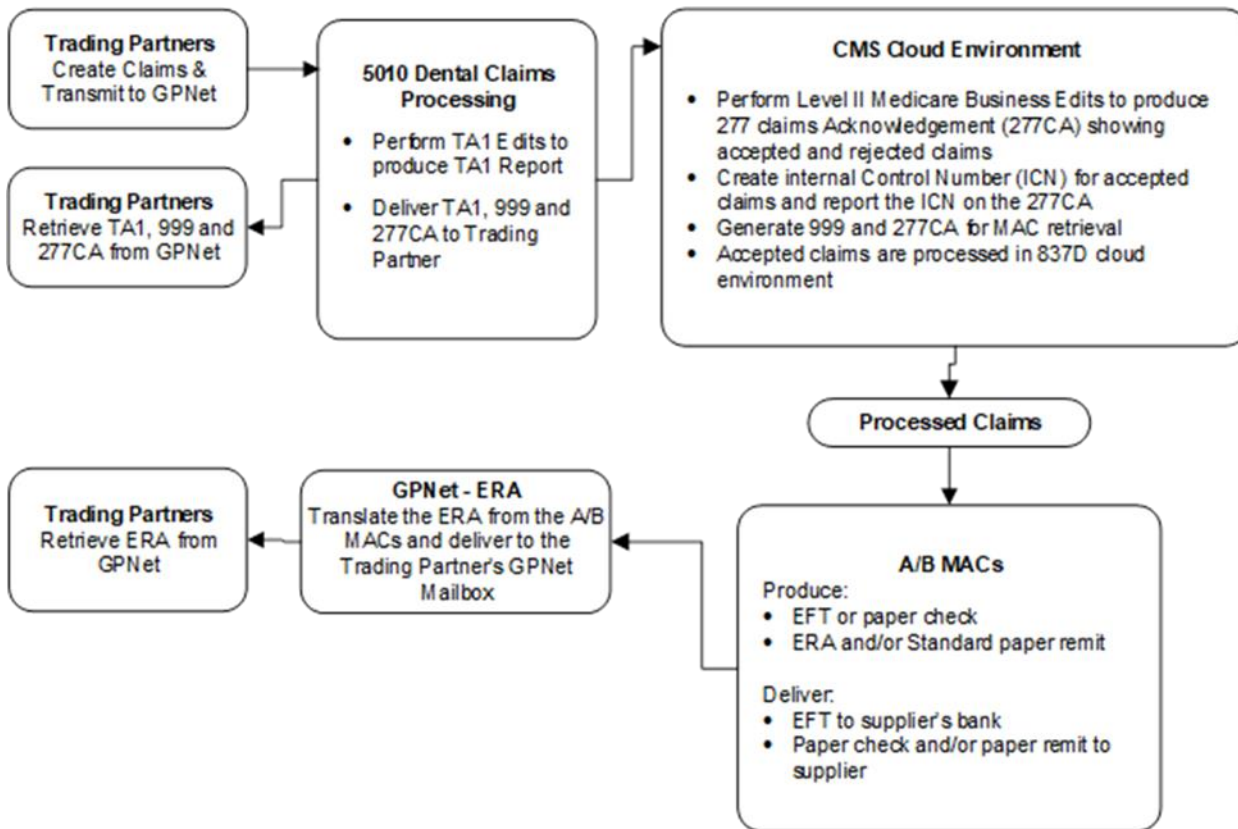 Trading Partners
Create Claims &
Transmit to GPNet
Trading Partners
Retrieve TA1, 999 and
277CA from GPNet
5010 Dental Claims
Processing
• Perform TA1 Edits to
produce TA1 Report
• Deliver TA1, 999 and
277CA to Trading
Partner
CMS Cloud Environment
• Perform Level II Medicare Business Edits to produce
277 claims Acknowledgement (277CA) showing
accepted and rejected claims
• Create internal Control Number (ICN) for accepted
claims and report the ICN on the 277CA
• Generate 999 and 277CA for MAC retrieval
• Accepted claims are processed in 837D cloud
environment
Processed Claims
A/B MACs
Produce:
• EFT or paper check
• ERA and/or Standard paper remit
Deliver:
• EFT to supplier's bank
• Paper check and/or paper remit to
supplier
GPNet - ERA
Translate the ERA from the A/B
MACs and deliver to the
Trading Partner's GPNet
Mailbox
Trading Partners
Retrieve ERA from
GPNet